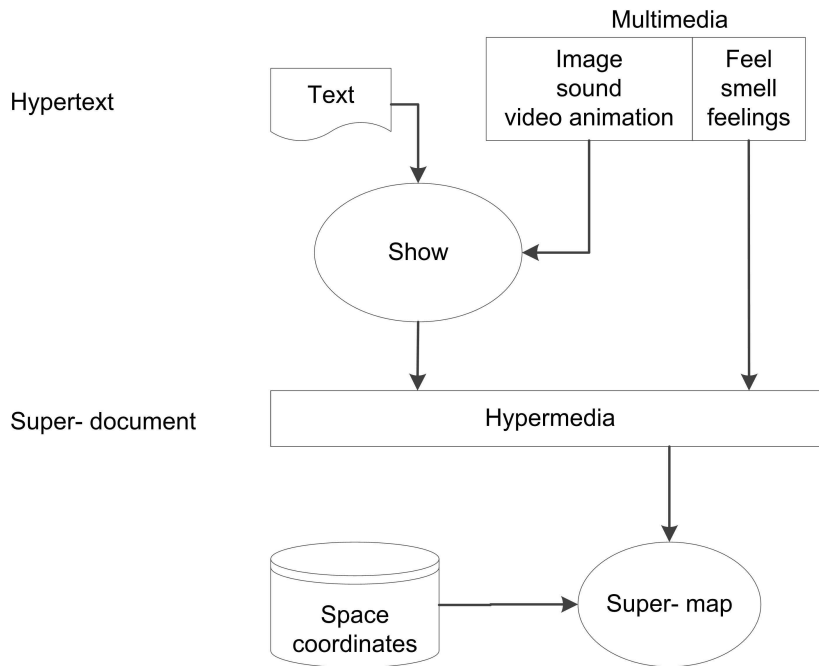 Multimedia
Hypertext
Text
Image
sound
video animation
Feel
smell
feelings
Show
Super- document
Hypermedia
Space
coordinates
Super- map